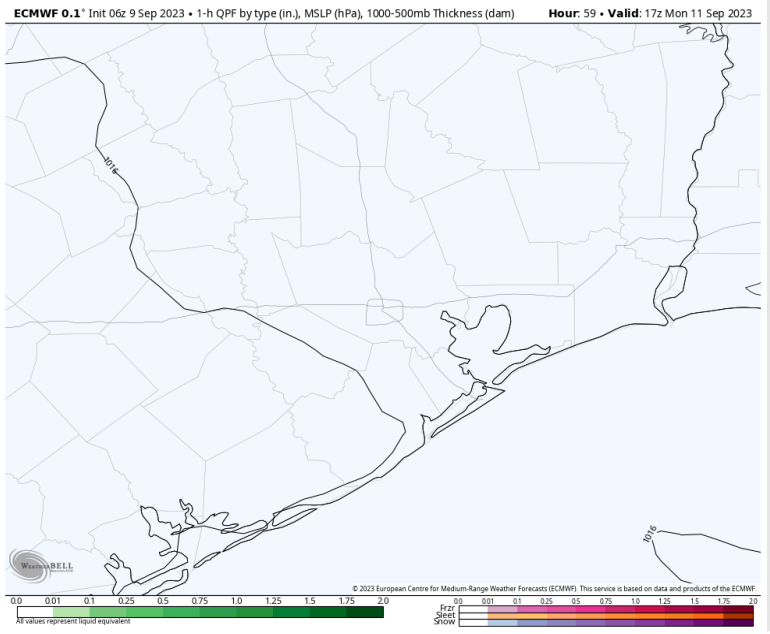 ECMWF 0.1° Init 06z 9 Sep 2023 • 1-h QPF by type (in.), MSLP (hPa), 1000-500mb Thickness (dam) Hour: 59 • Valid: 17z Mon 11 Sep 2023
1016
1016
WeatherBELL
© 2023 European Centre for Medium-Range Weather Forecasts (ECMWF). This service is based on data and products of the ECMWF.
0.0 0.01 0.1 0.25 0.5 0.75 1.0 1.25 1.5 1.75 2.0
All values represent liquid equivalent
0.0 0.01 0.1 0.25 0.50 0.75 1.0 1.25 1.5 1.75 2.0
Frzr
Sleet
Snow